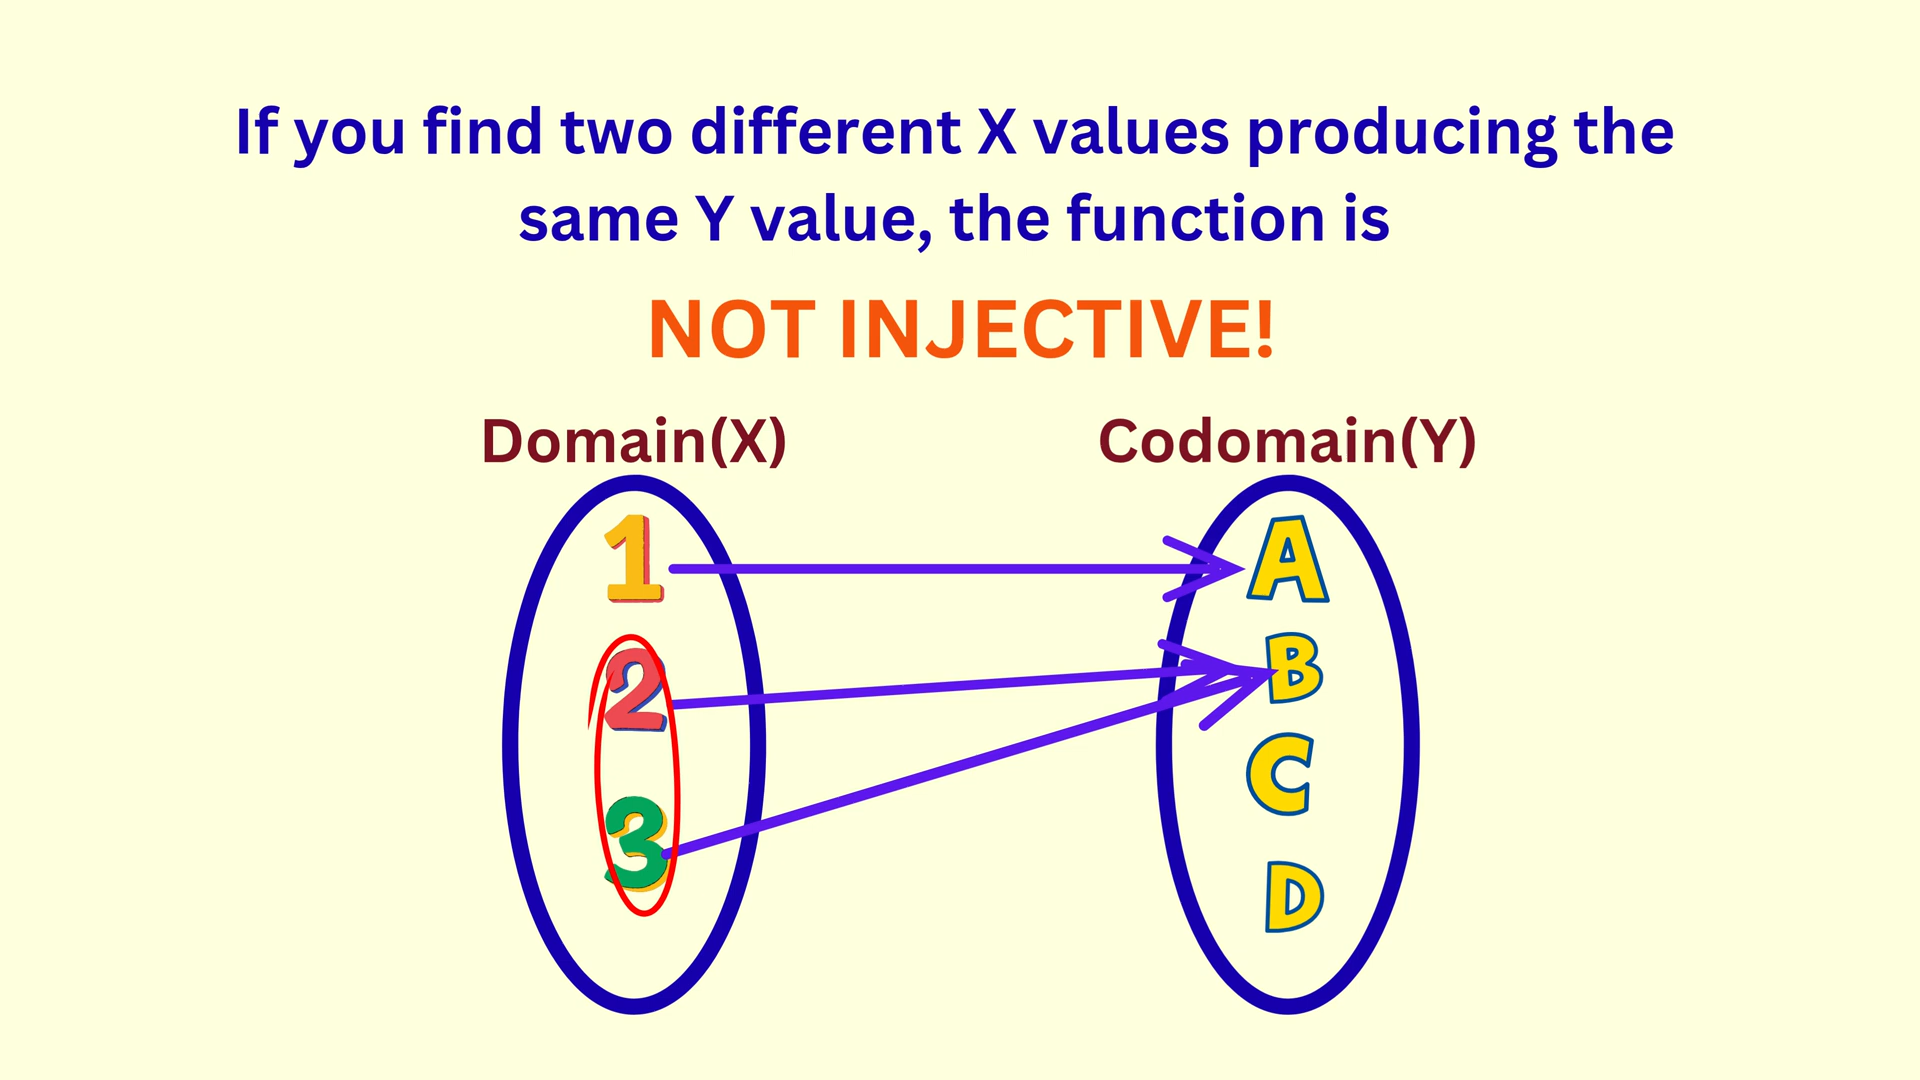 If you find two different X values producing the
same Y value, the function is
NOT INJECTIVE!
Domain(X)
Codomain(Y)
1
A
2
B
3
C
D